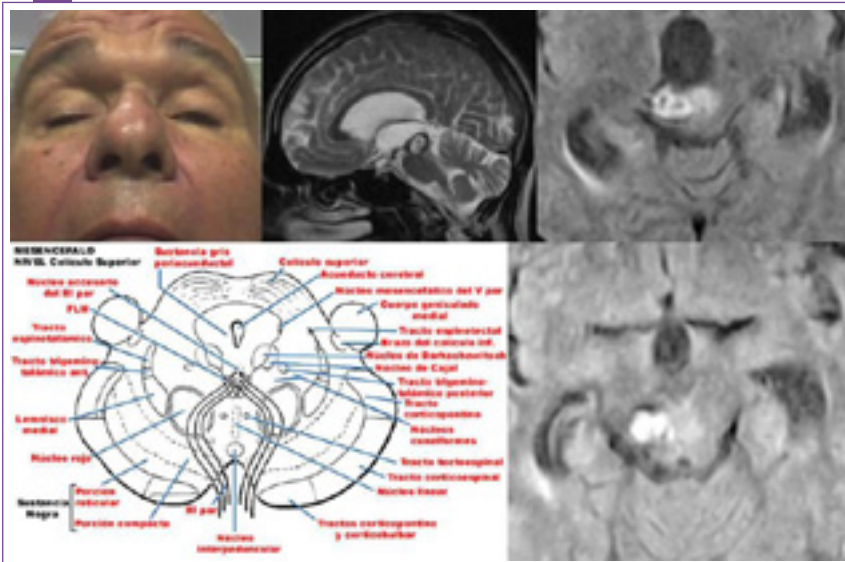 MESENCEFALO
NIVEL Colículo Superior
Sustancia gris
periacueductal
Colículo superior
Acueducto cerebral
Núcleo mesencefálico del V par
Cuerpo geniculado
medial
Núcleo accesorio
del III par
FLM
Tracto
espinotalámico
Tracto trigémino-
talámico ant.
Lemnisco
medial
Núcleo rojo
Sustancia
Negra
Porción
reticular
Porción compacta
III par
Núcleo
interpeduncular
Tracto espinotectal
Brazo del colículo inf.
Núcleo de Darkschewitsch
Núcleo de Cajal
Tracto trigémino-
talámico posterior
Tracto
corticopontino
Núcleos
cuneiformes
Tracto tectoespinal
Tracto corticoespinal
Núcleo linear
Tractos corticopontino
y corticobulbar